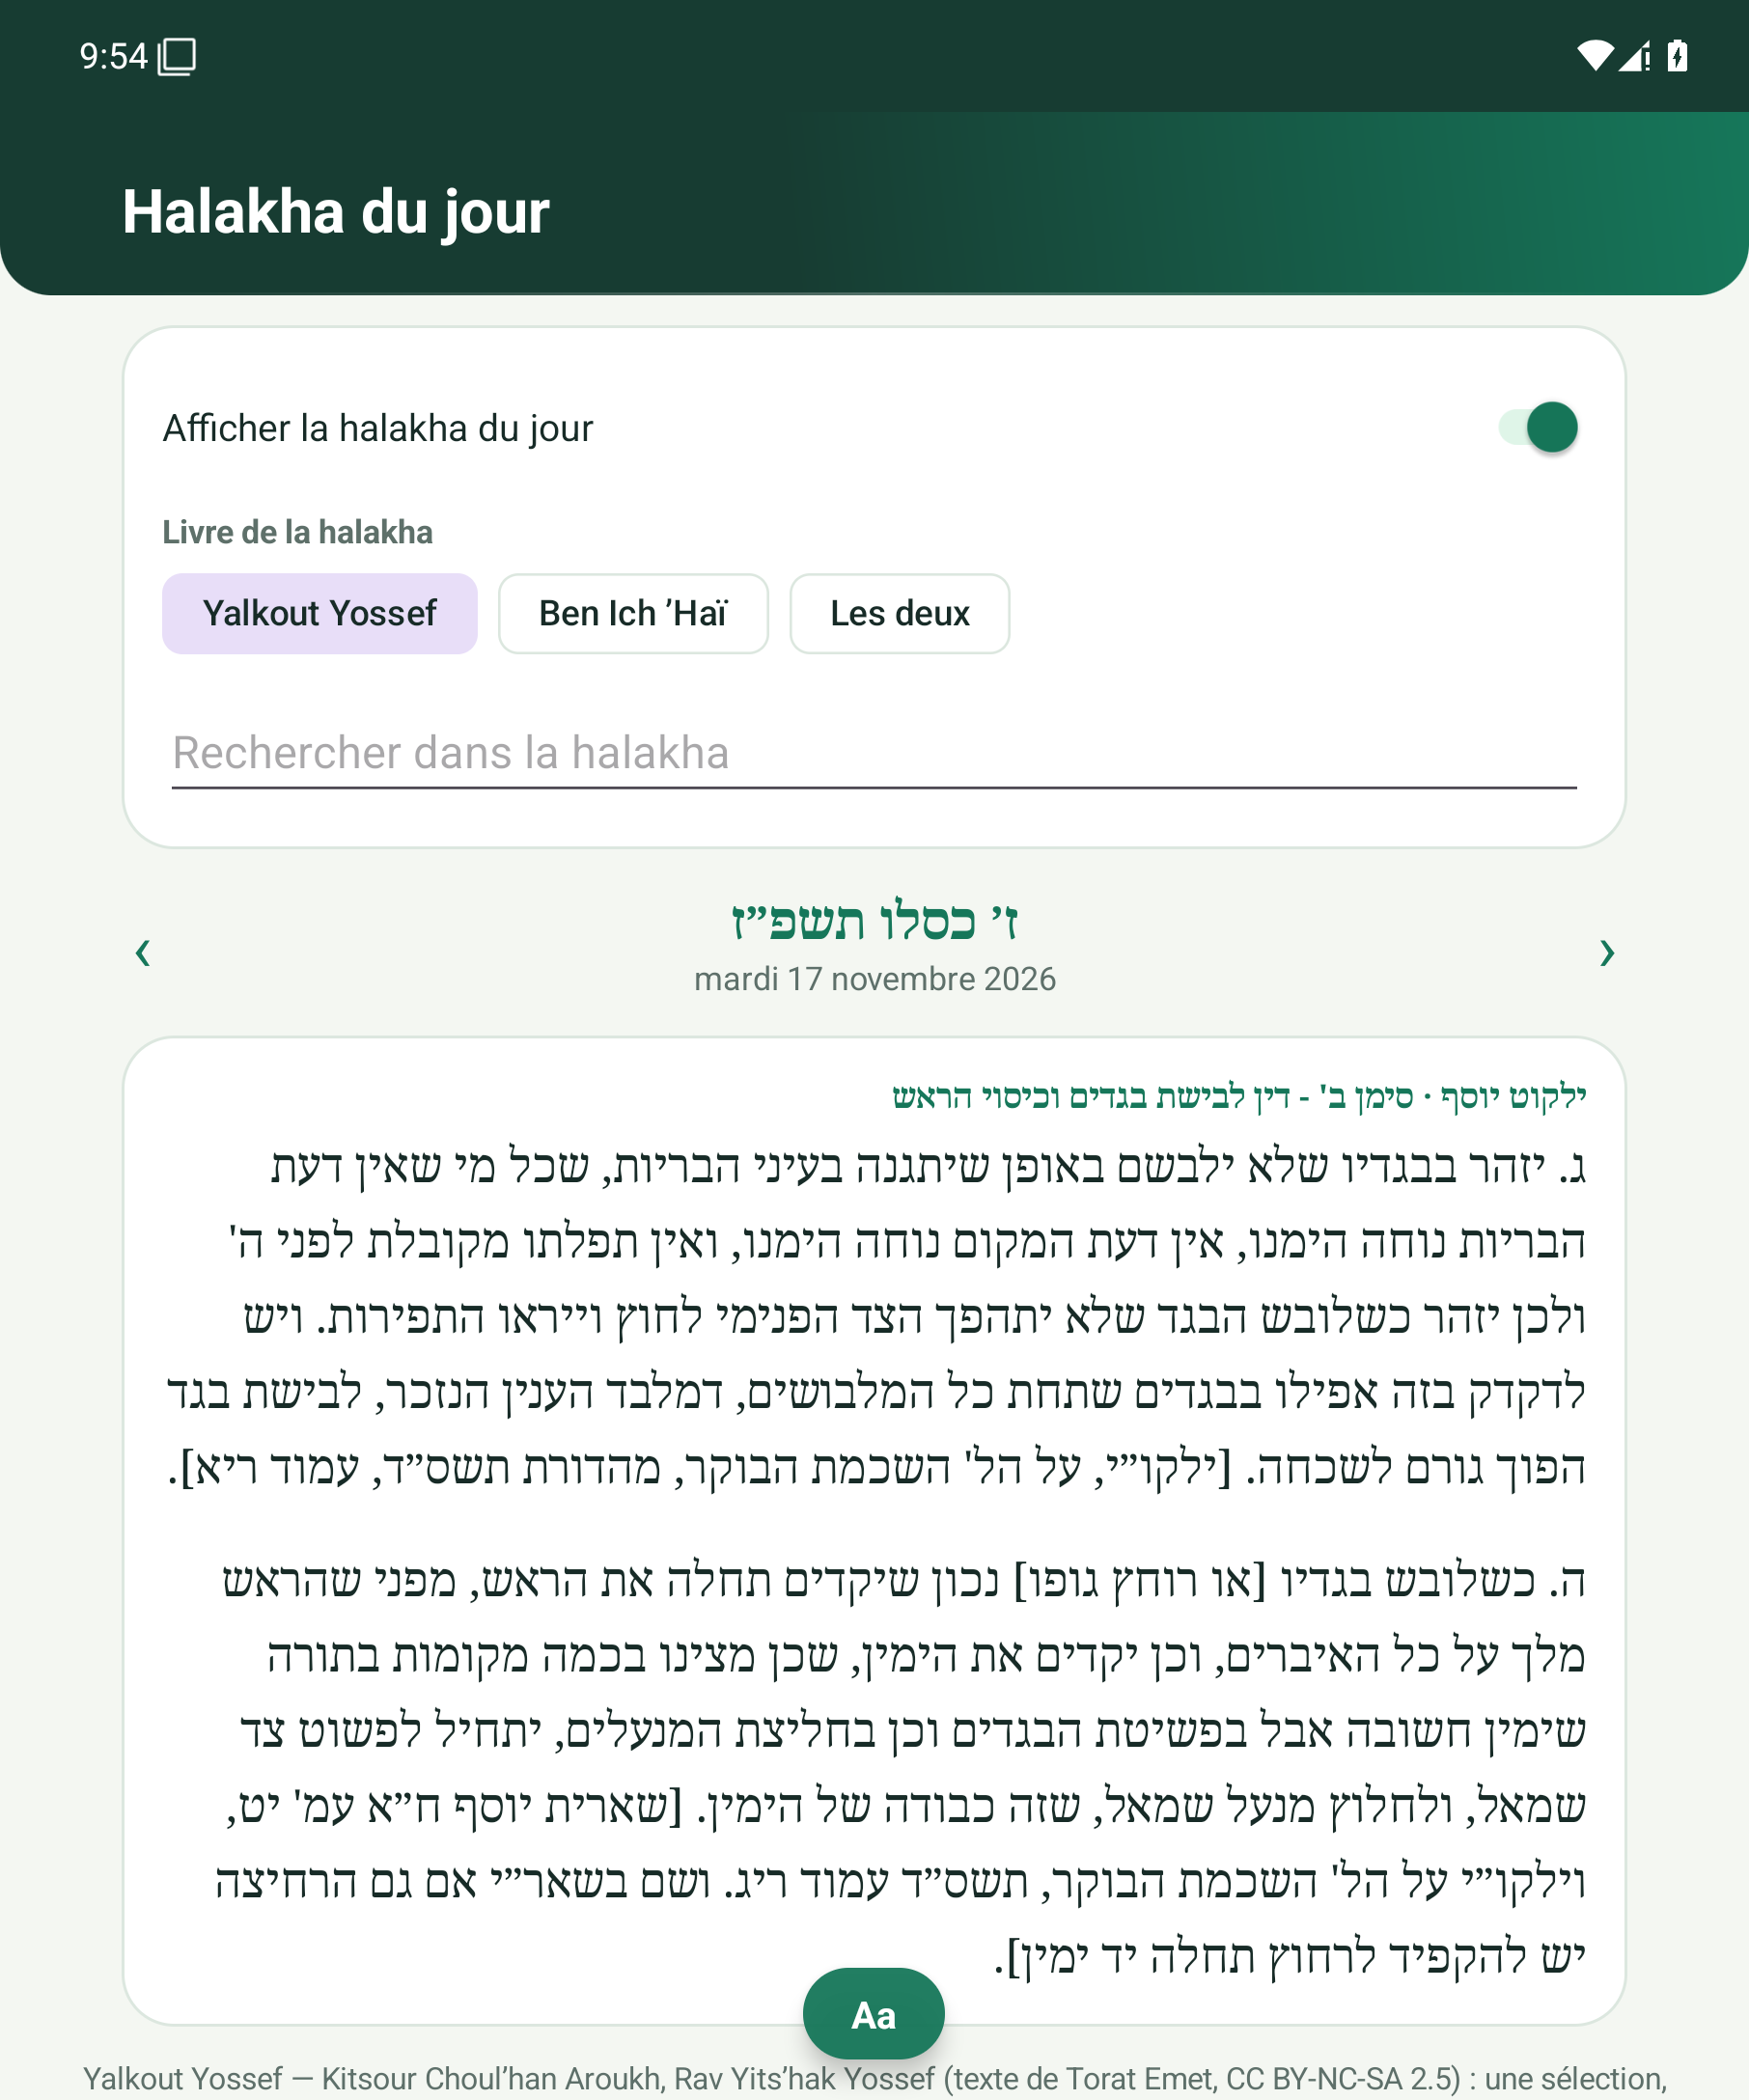 9:54
Halakha du jour
Afficher la halakha du jour
Livre de la halakha
Yalkout Yossef
Ben Ich ’Haï
Les deux
Rechercher dans la halakha
ז’ כסלו תשפ”ז
‹
›
mardi 17 novembre 2026
ילקוט יוסף · סימן ב' - דין לבישת בגדים וכיסוי הראש
ג. יזהר בבגדיו שלא ילבשם באופן שיתגנה בעיני הבריות, שכל מי שאין דעת
הבריות נוחה הימנו, אין דעת המקום נוחה הימנו, ואין תפלתו מקובלת לפני ה'
ולכן יזהר כשלובש הבגד שלא יתהפך הצד הפנימי לחוץ וייראו התפירות. ויש
לדקדק בזה אפילו בבגדים שתחת כל המלבושים, דמלבד הענין הנזכר, לבישת בגד
הפוך גורם לשכחה. [ילקו”י, על הל' השכמת הבוקר, מהדורת תשס”ד, עמוד ריא].
ה. כשלובש בגדיו [או רוחץ גופו] נכון שיקדים תחלה את הראש, מפני שהראש
מלך על כל האיברים, וכן יקדים את הימין, שכן מצינו בכמה מקומות בתורה
שימין חשובה אבל בפשיטת הבגדים וכן בחליצת המנעלים, יתחיל לפשוט צד
שמאל, ולחלוץ מנעל שמאל, שזה כבודה של הימין. [שארית יוסף ח”א עמ' יט,
וילקו”י על הל' השכמת הבוקר, תשס”ד עמוד ריג. ושם בשאר”י אם גם הרחיצה
יש להקפיד לרחוץ תחלה יד ימין].
Aa
Yalkout Yossef — Kitsour Choul’han Aroukh, Rav Yits’hak Yossef (texte de Torat Emet, CC BY-NC-SA 2.5) : une sélection,